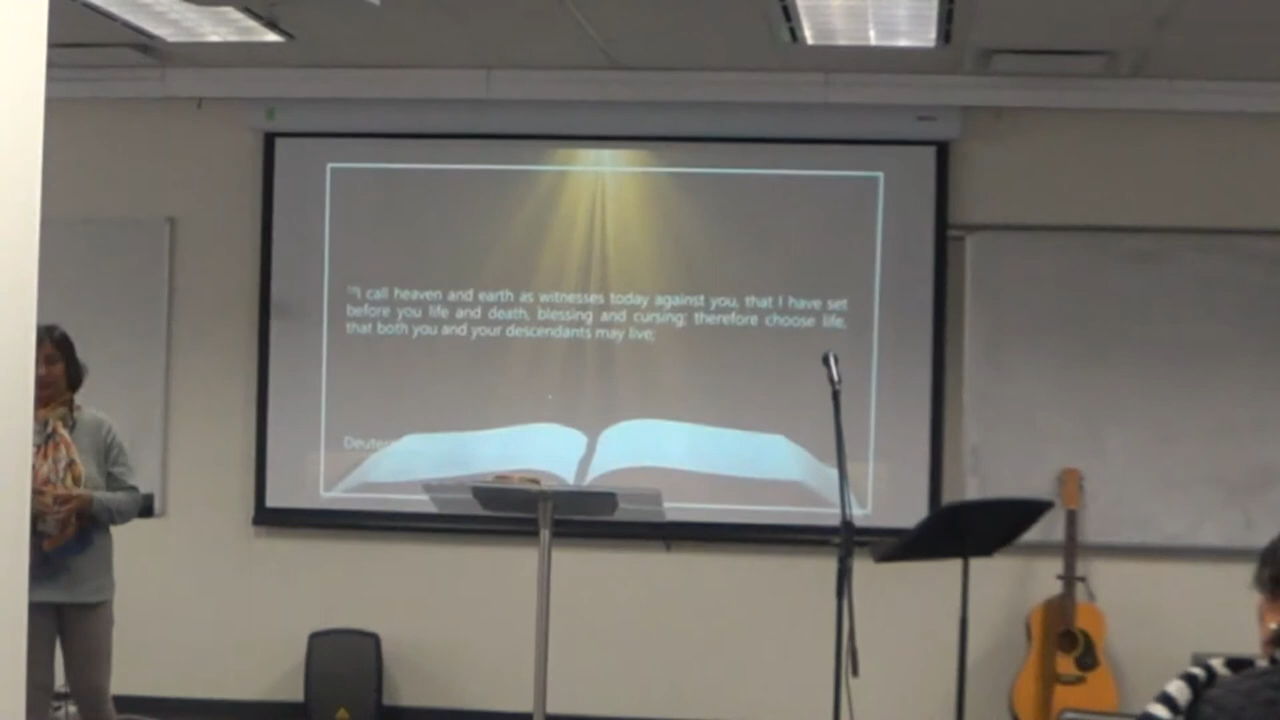 19I call heaven and earth as witnesses today against you, that I have set
before you life and death, blessing and cursing; therefore choose life,
that both you and your descendants may live;